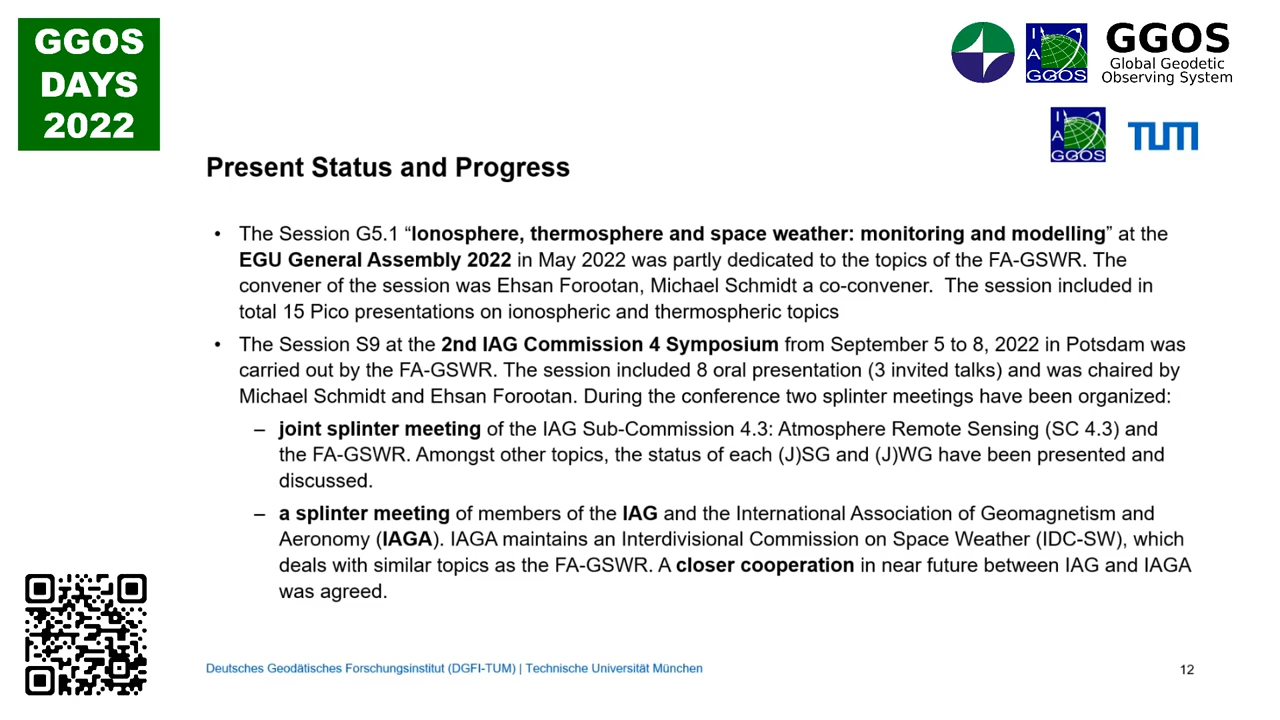 GGOS
DAYS
2022
I
A
GGOS
GGOS
Global Geodetic
Observing System
I
A
GGOS
TUM
Present Status and Progress
• The Session G5.1 “Ionosphere, thermosphere and space weather: monitoring and modelling” at the
EGU General Assembly 2022 in May 2022 was partly dedicated to the topics of the FA-GSWR. The
convener of the session was Ehsan Forootan, Michael Schmidt a co-convener.  The session included in
total 15 Pico presentations on ionospheric and thermospheric topics
• The Session S9 at the 2nd IAG Commission 4 Symposium from September 5 to 8, 2022 in Potsdam was
carried out by the FA-GSWR. The session included 8 oral presentation (3 invited talks) and was chaired by
Michael Schmidt and Ehsan Forootan. During the conference two splinter meetings have been organized:
– joint splinter meeting of the IAG Sub-Commission 4.3: Atmosphere Remote Sensing (SC 4.3) and
the FA-GSWR. Amongst other topics, the status of each (J)SG and (J)WG have been presented and
discussed.
– a splinter meeting of members of the IAG and the International Association of Geomagnetism and
Aeronomy (IAGA). IAGA maintains an Interdivisional Commission on Space Weather (IDC-SW), which
deals with similar topics as the FA-GSWR. A closer cooperation in near future between IAG and IAGA
was agreed.
Deutsches Geodätisches Forschungsinstitut (DGFI-TUM) | Technische Universität München
12